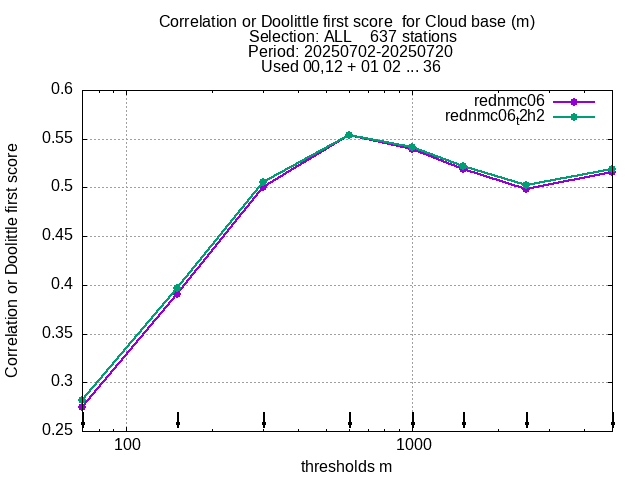 Correlation or Doolittle first score  for Cloud base (m)
Selection: ALL    637 stations
Period: 20250702-20250720
Used 00,12 + 01 02 ... 36
rednmc06
rednmc06_t2h2
0.6
0.55
0.5
0.45
0.4
0.35
0.3
0.25
Correlation or Doolittle first score
100
1000
thresholds m